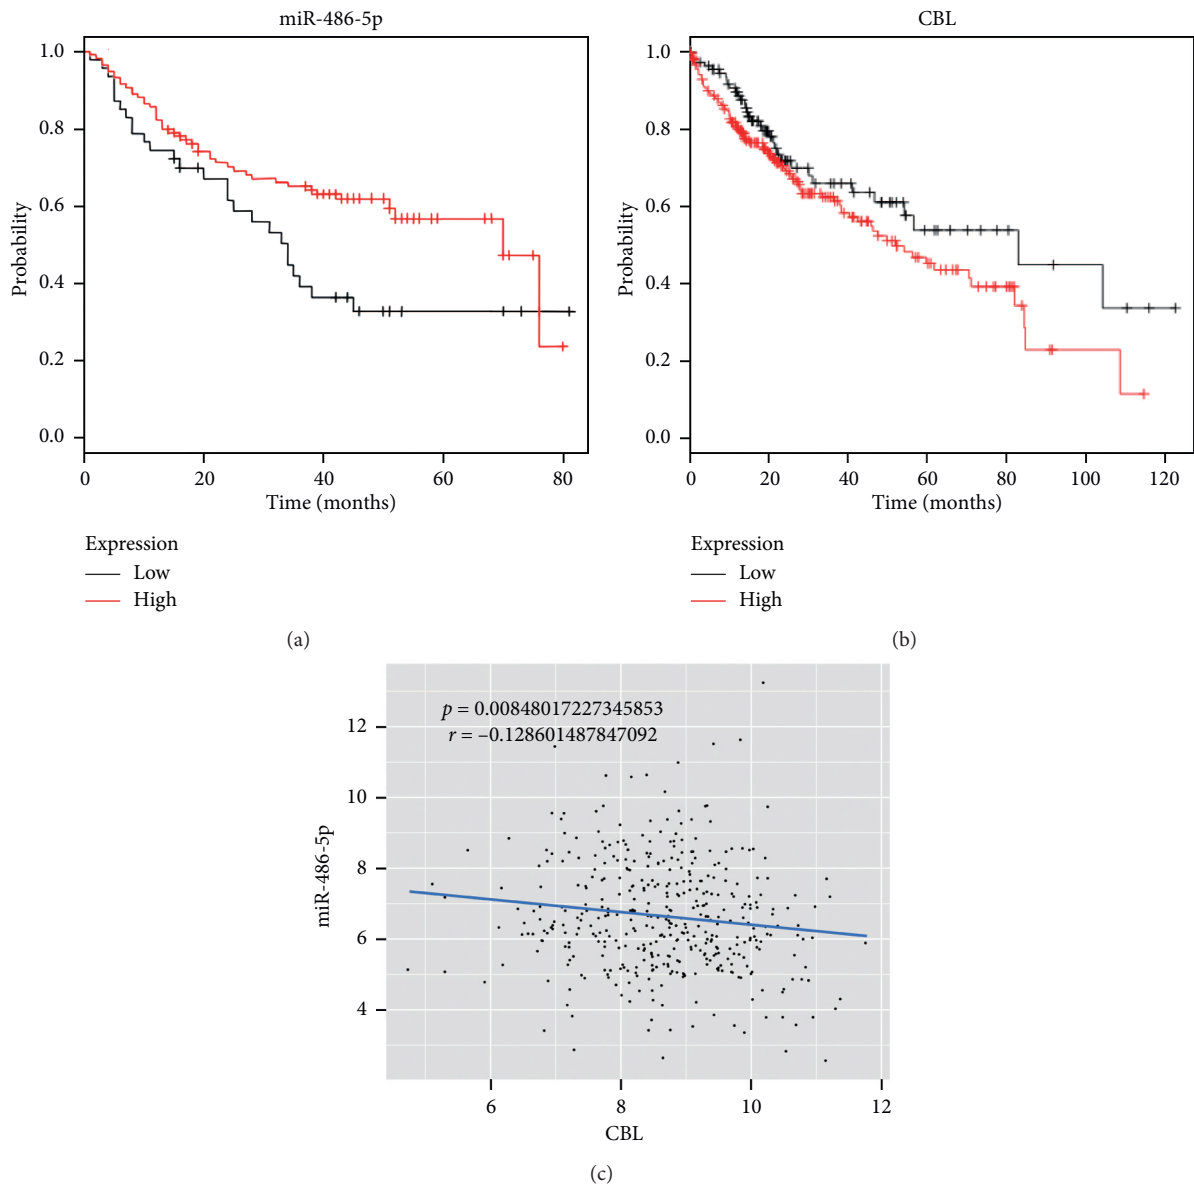 miR-486-5p
1.0
0.8
0.6
0.4
0.2
0.0
Probability
0 20 40 60 80
Time (months)
Expression
Low
High
(a)
CBL
1.0
0.8
0.6
0.4
0.2
0.0
Probability
0 20 40 60 80 100 120
Time (months)
Expression
Low
High
(b)
p = 0.00848017227345853
r = –0.128601487847092
12
10
8
6
4
miR-486-5p
6 8 10 12
CBL
(c)